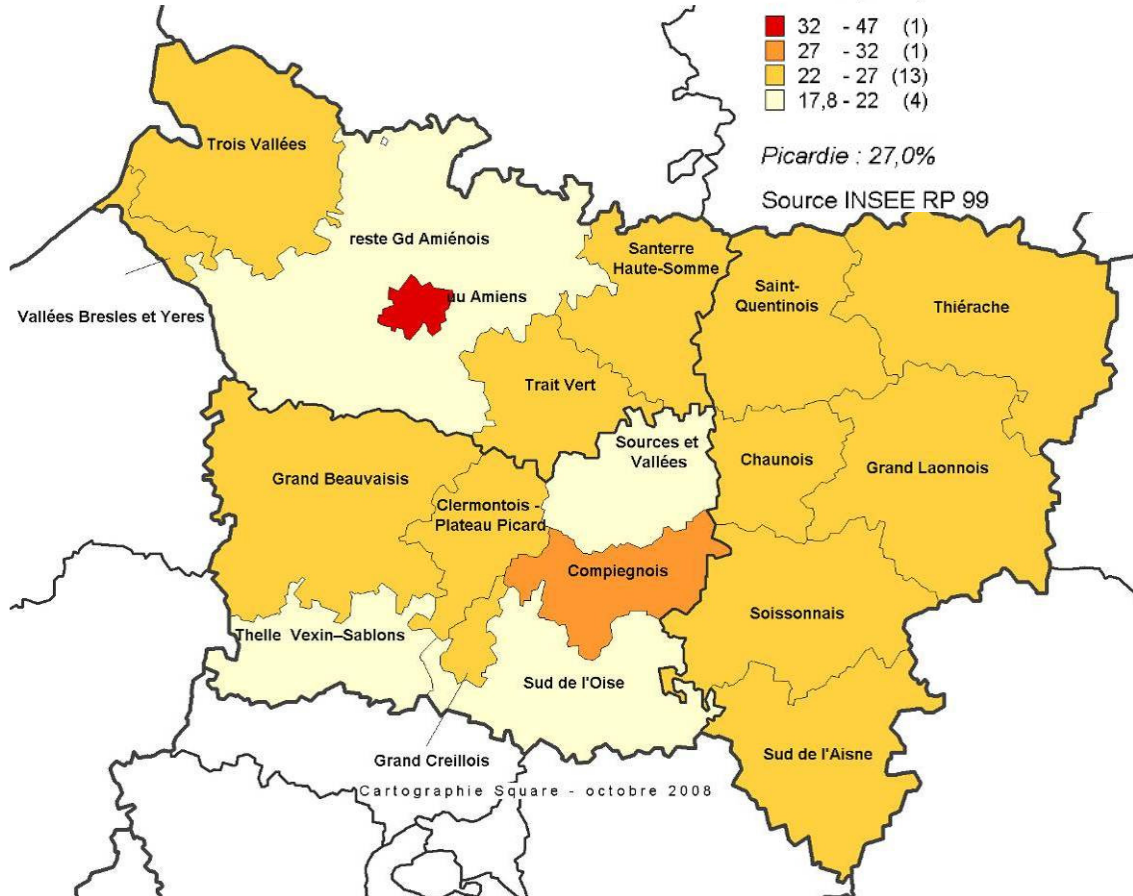 32 - 47 (1)
27 - 32 (1)
22 - 27 (13)
17,8 - 22 (4)
Picardie : 27,0%
Source INSEE RP 99
Trois Vallées
reste Gd Amiénois
Santerre
Haute-Somme
Saint-
Quentinois
Thiérache
uu Amiens
Vallées Bresles et Yeres
Trait Vert
Sources et
Vallées
Chaunois
Grand Laonnois
Grand Beauvaisis
Clermontois -
Plateau Picard
Compiegnois
Soissonnais
Thelle Vexin–Sablons
Sud de l'Oise
Sud de l'Aisne
Grand Creillois
Cartographie Square - octobre 2008